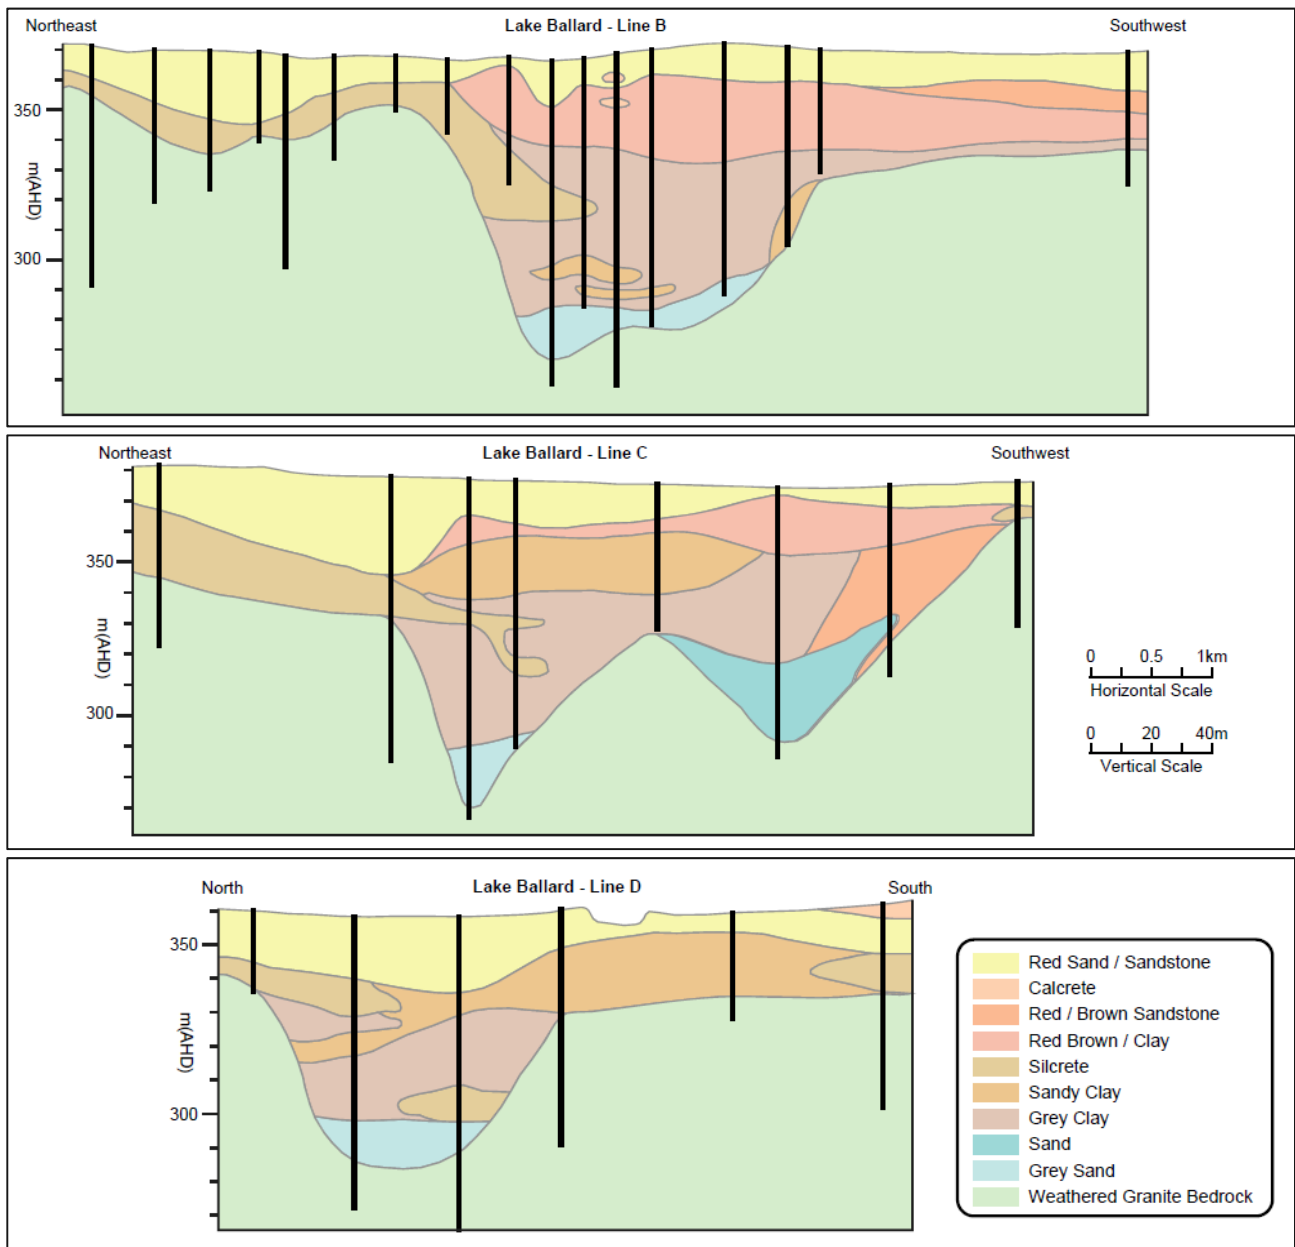 Northeast
Lake Ballard - Line B
Southwest
350
m(AHD)
300
Northeast
Lake Ballard - Line C
Southwest
350
m(AHD)
300
0 0.5 1km
Horizontal Scale
0 20 40m
Vertical Scale
North
Lake Ballard - Line D
South
350
m(AHD)
300
Red Sand / Sandstone
Calcrete
Red / Brown Sandstone
Red Brown / Clay
Silcrete
Sandy Clay
Grey Clay
Sand
Grey Sand
Weathered Granite Bedrock